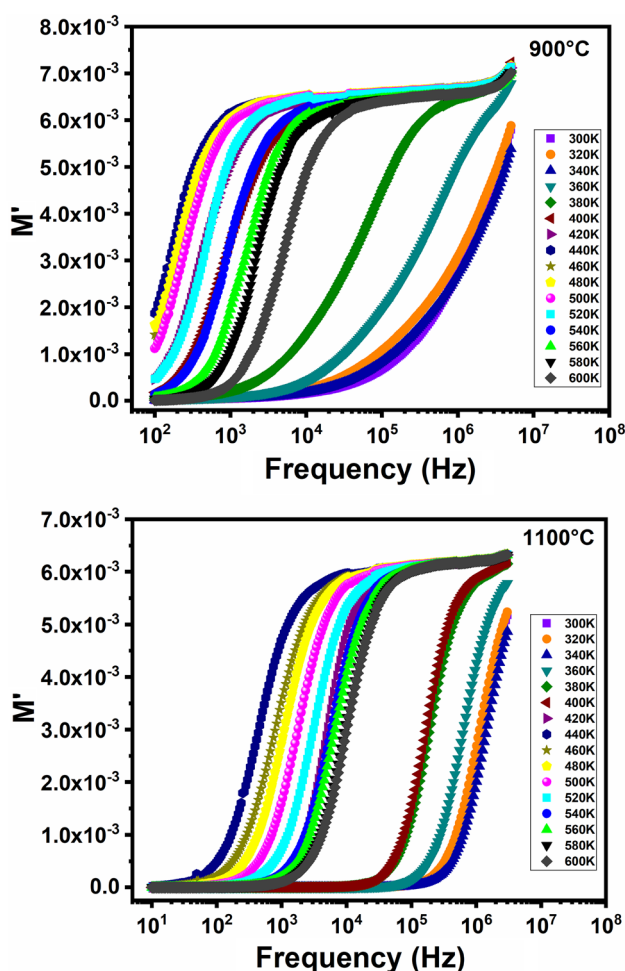 900°C
8.0x10⁻³
7.0x10⁻³
6.0x10⁻³
5.0x10⁻³
4.0x10⁻³
3.0x10⁻³
2.0x10⁻³
1.0x10⁻³
0.0
M'
300K
320K
340K
360K
380K
400K
420K
440K
460K
480K
500K
520K
540K
560K
580K
600K
10² 10³ 10⁴ 10⁵ 10⁶ 10⁷ 10⁸
Frequency (Hz)
1100°C
7.0x10⁻³
6.0x10⁻³
5.0x10⁻³
4.0x10⁻³
3.0x10⁻³
2.0x10⁻³
1.0x10⁻³
0.0
M'
300K
320K
340K
360K
380K
400K
420K
440K
460K
480K
500K
520K
540K
560K
580K
600K
10¹ 10² 10³ 10⁴ 10⁵ 10⁶ 10⁷ 10⁸
Frequency (Hz)